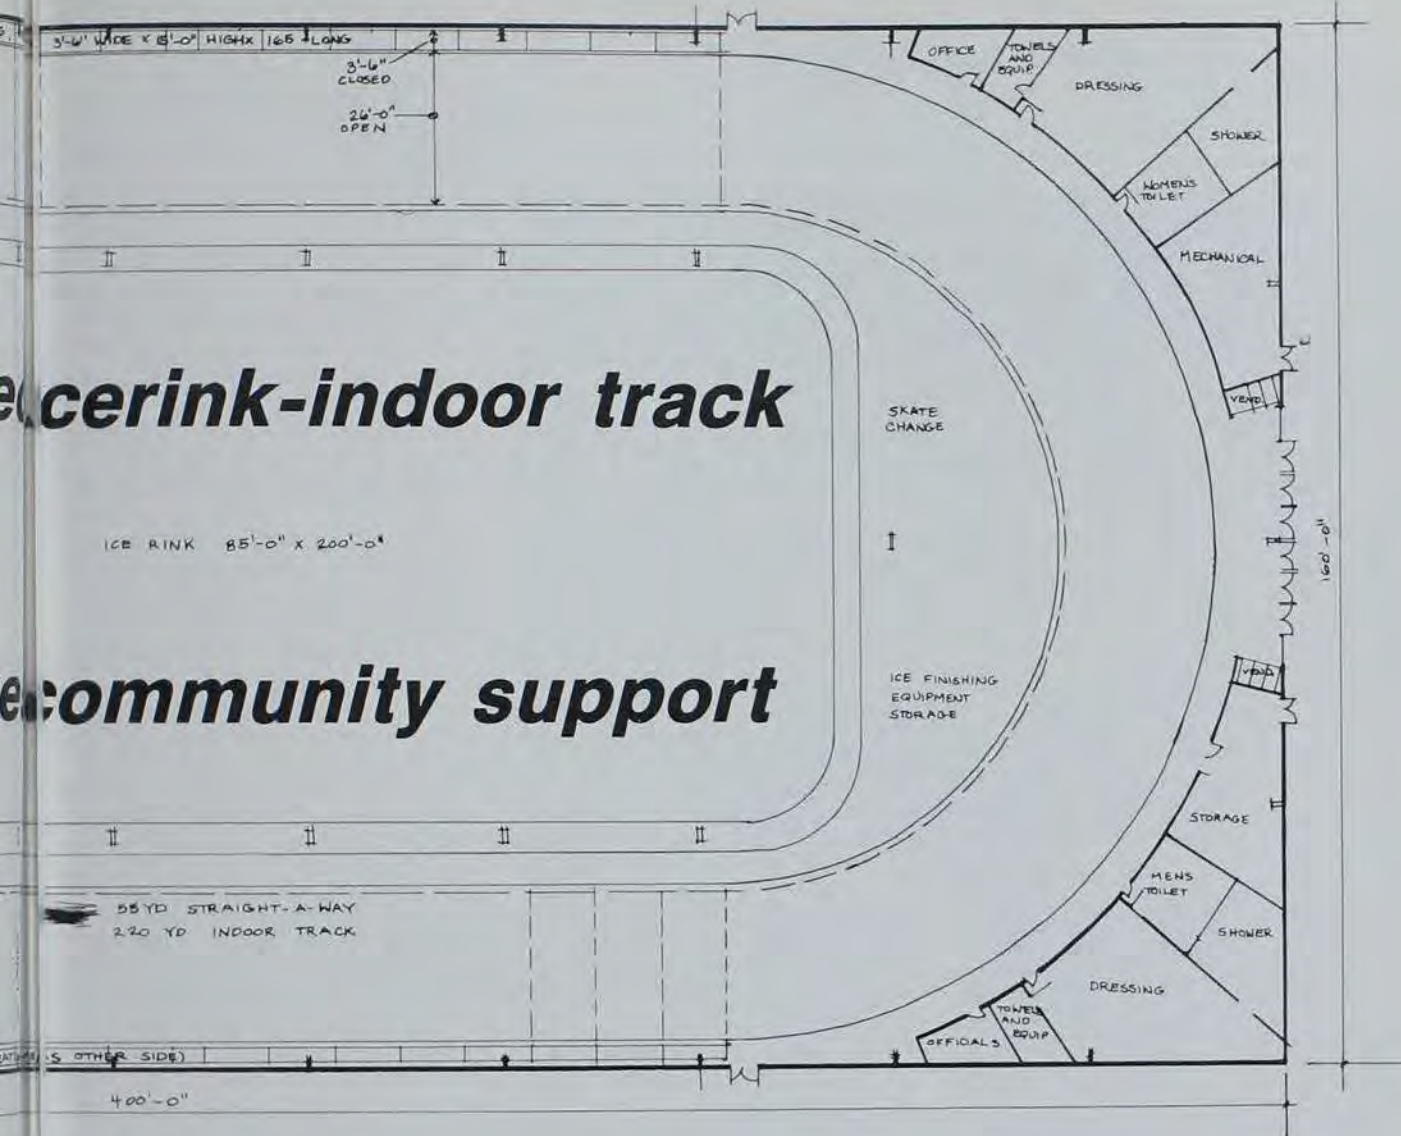 3'-6" WIDE x 15'-0" HIGH x 165 LONG
3'-6"
CLOSED
26'-0"
OPEN
OFFICE
TOWELS
AND
EQUIP.
DRESSING
SHOWER
WOMENS
TOILET
MECHANICAL
VEND.
cerink-indoor track
SKATE
CHANGE
ICE RINK 85'-0" x 200'-0"
160'-0"
community support
ICE FINISHING
EQUIPMENT
STORAGE
VEND
STORAGE
MENS
TOILET
SHOWER
55 YD STRAIGHT-A-WAY
220 YD INDOOR TRACK
DRESSING
TOWELS
AND
EQUIP
OFFICIALS
OTHER SIDE)
400'-0"